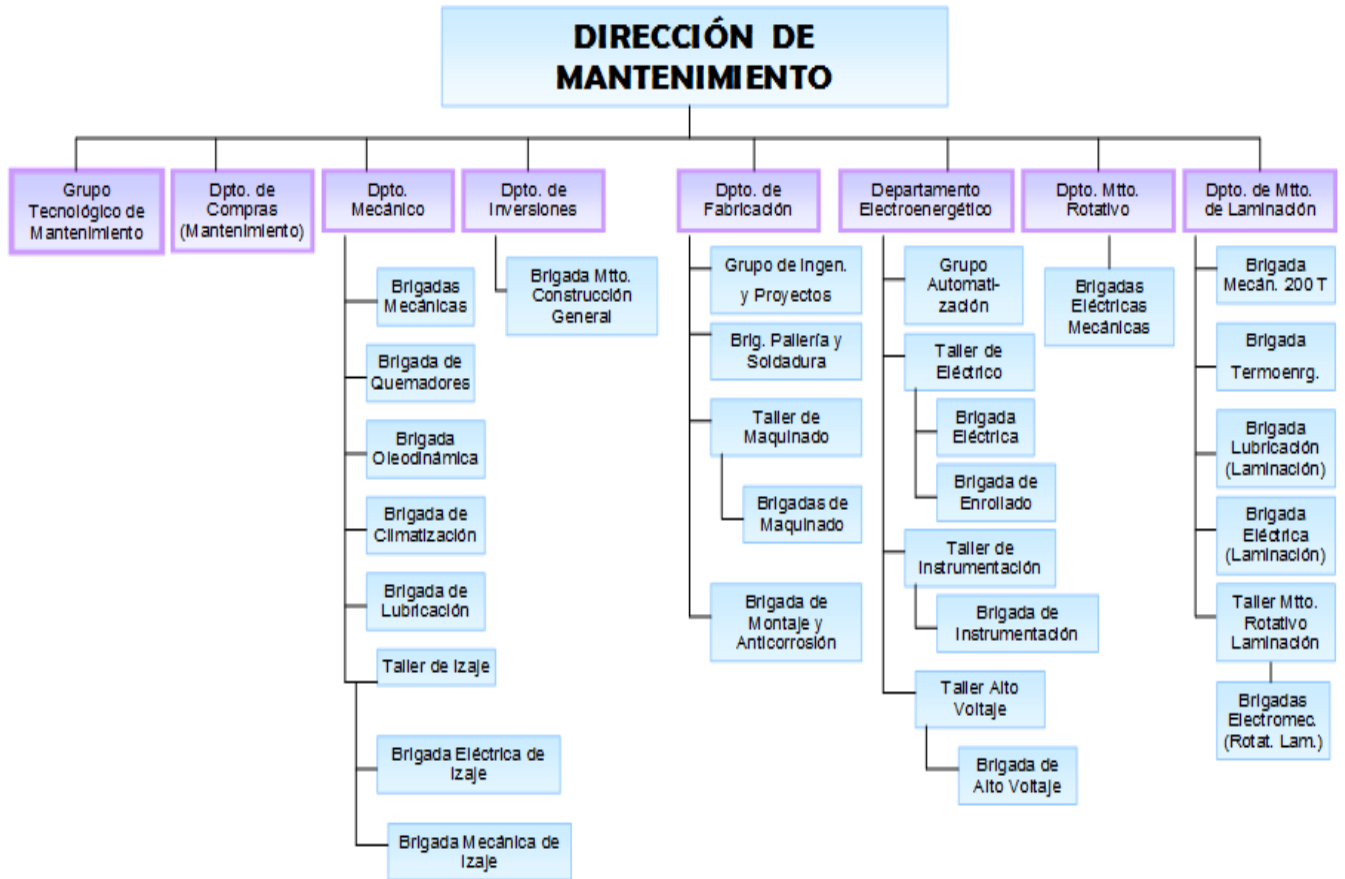 DIRECCIÓN DE
MANTENIMIENTO
Grupo
Tecnológico de
Mantenimiento
Dpto. de
Compras
(Mantenimiento)
Dpto.
Mecánico
Dpto. de
Inversiones
Dpto. de
Fabricación
Departamento
Electroenergético
Dpto. Mtto.
Rotativo
Dpto. de Mtto.
de Laminación
Brigadas
Mecánicas
Brigada de
Quemadores
Brigada
Oleodinámica
Brigada de
Climatización
Brigada de
Lubricación
Taller de Izaje
Brigada Eléctrica de
Izaje
Brigada Mecánica de
Izaje
Brigada Mtto.
Construcción
General
Grupo de Ingen.
y Proyectos
Brig. Pailería y
Soldadura
Taller de
Maquinado
Brigadas de
Maquinado
Brigada de
Montaje y
Anticorrosión
Grupo
Automati-
zación
Taller de
Eléctrico
Brigada
Eléctrica
Brigada de
Enrollado
Taller de
Instrumentación
Brigada de
Instrumentación
Taller Alto
Voltaje
Brigada de
Alto Voltaje
Brigadas
Eléctricas
Mecánicas
Brigada
Mecán. 200 T
Brigada
Termoenrg.
Brigada
Lubricación
(Laminación)
Brigada
Eléctrica
(Laminación)
Taller Mtto.
Rotativo
Laminación
Brigadas
Electromec.
(Rotat. Lam.)